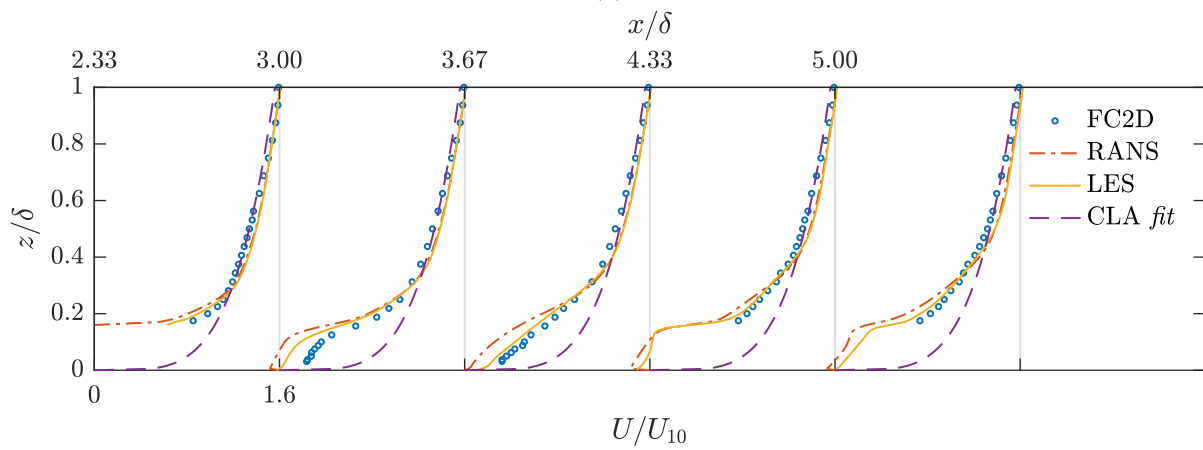 x/δ
2.33 3.00 3.67 4.33 5.00
1
0.8
0.6
0.4
0.2
0
z/δ
FC2D
RANS
LES
CLA fit
0 1.6
U/U₁₀